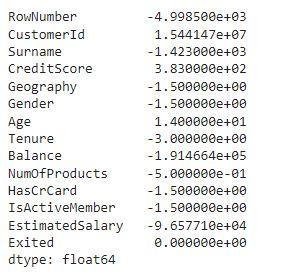 RowNumber -4.998500e+03
CustomerId 1.544147e+07
Surname -1.423000e+03
CreditScore 3.830000e+02
Geography -1.500000e+00
Gender -1.500000e+00
Age 1.400000e+01
Tenure -3.000000e+00
Balance -1.914664e+05
NumOfProducts -5.000000e-01
HasCrCard -1.500000e+00
IsActiveMember -1.500000e+00
EstimatedSalary -9.657710e+04
Exited 0.000000e+00
dtype: float64